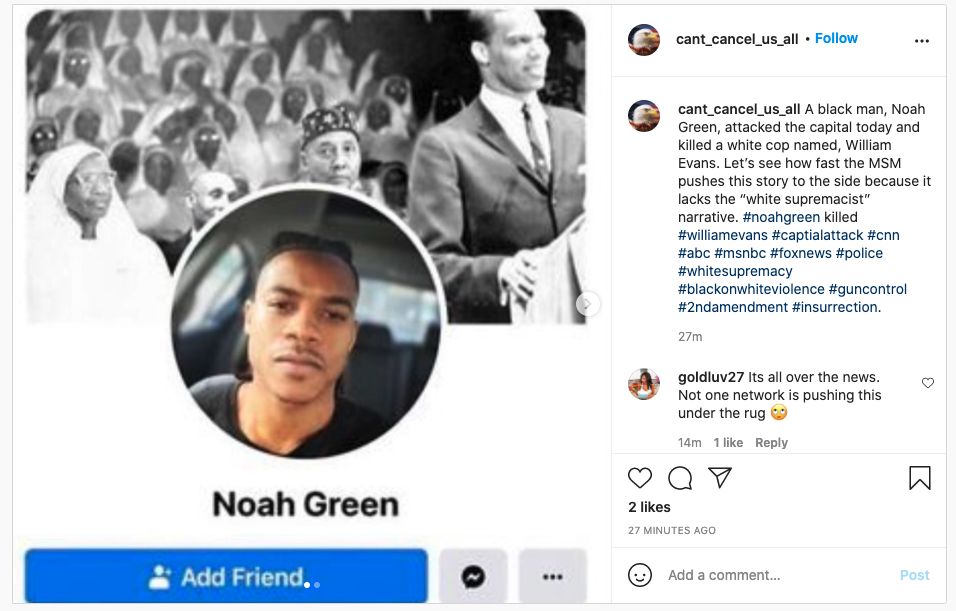 Noah Green
Add Friend
cant_cancel_us_all • Follow
cant_cancel_us_all A black man, Noah
Green, attacked the capital today and
killed a white cop named, William
Evans. Let’s see how fast the MSM
pushes this story to the side because it
lacks the “white supremacist”
narrative. #noahgreen killed
#williamevans #captialattack #cnn
#abc #msnbc #foxnews #police
#whitesupremacy
#blackonwhiteviolence #guncontrol
#2ndamendment #insurrection.
27m
goldluv27 Its all over the news.
Not one network is pushing this
under the rug 🙄
14m 1 like Reply
2 likes
27 MINUTES AGO
Add a comment... Post